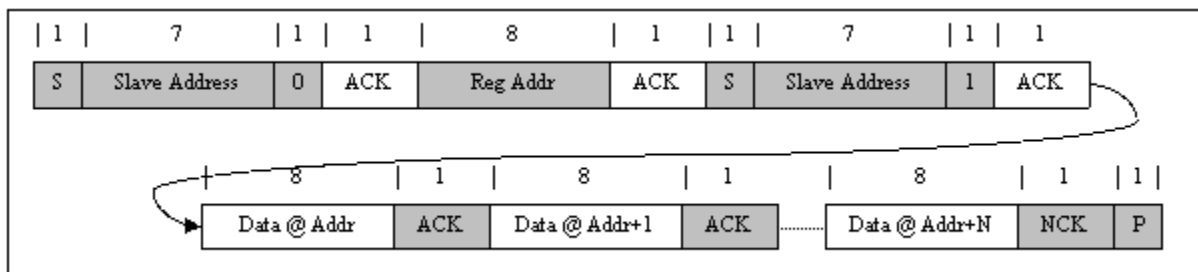 | 1 | 7 | 1 | 1 | 8 | 1 | 1 | 7 | 1 | 1 |
S Slave Address 0 ACK Reg Addr ACK S Slave Address 1 ACK
| 8 | 1 | 8 | 1 | 8 | 1 | 1 |
Data @ Addr ACK Data @ Addr+1 ACK ........... Data @ Addr+N NCK P